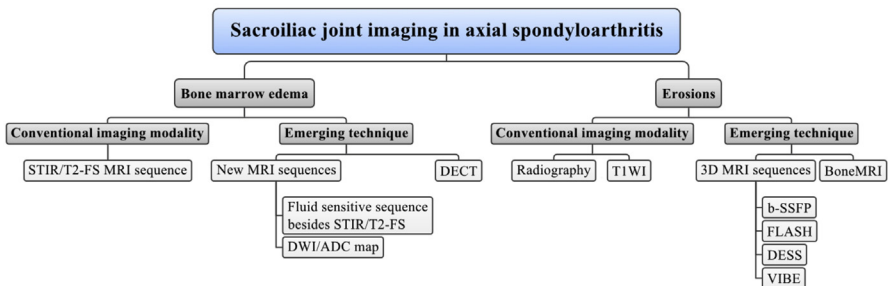 Sacroiliac joint imaging in axial spondyloarthritis
Bone marrow edema
Erosions
Conventional imaging modality
Emerging technique
Conventional imaging modality
Emerging technique
STIR/T2-FS MRI sequence
New MRI sequences
DECT
Radiography
T1WI
3D MRI sequences
BoneMRI
Fluid sensitive sequence
besides STIR/T2-FS
DWI/ADC map
b-SSFP
FLASH
DESS
VIBE